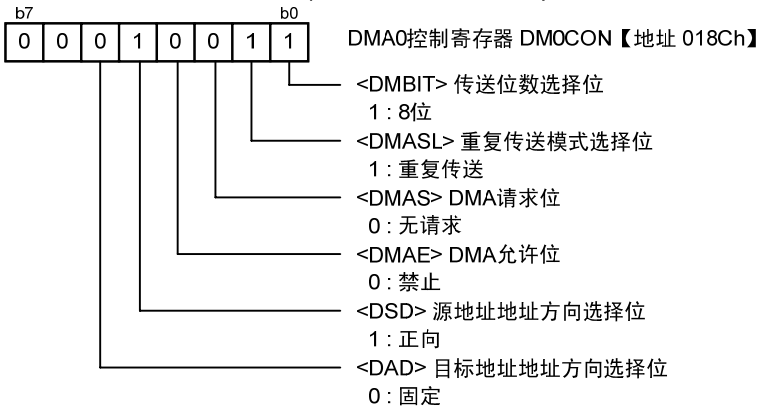 b7 b0
0 0 0 1 0 0 1 1 DMA0控制寄存器 DM0CON【地址 018Ch】
<DMBIT> 传送位数选择位
1 : 8位
<DMASL> 重复传送模式选择位
1 : 重复传送
<DMAS> DMA请求位
0 : 无请求
<DMAE> DMA允许位
0 : 禁止
<DSD> 源地址地址方向选择位
1 : 正向
<DAD> 目标地址地址方向选择位
0 : 固定